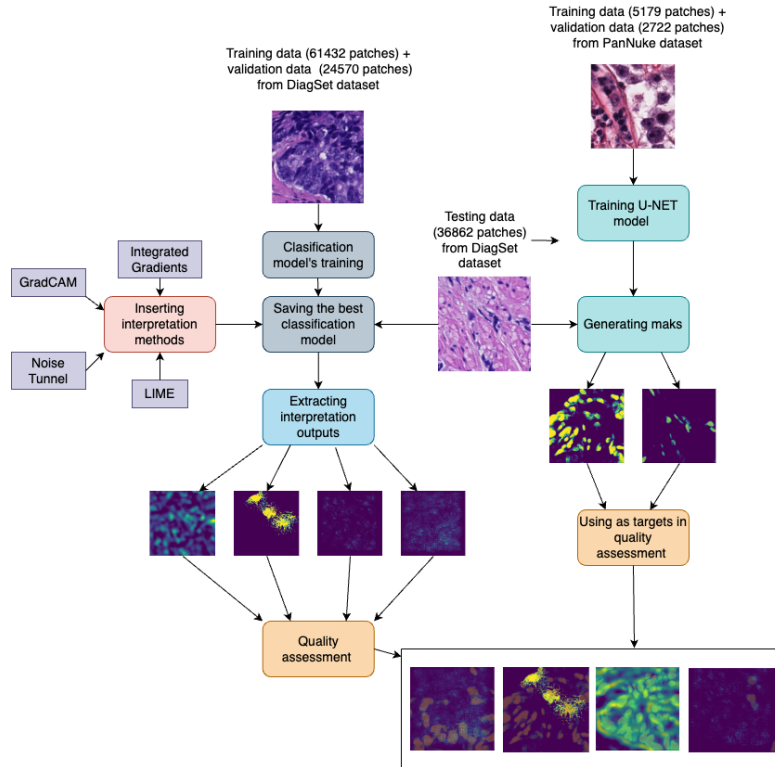 Training data (5179 patches) +
validation data (2722 patches)
from PanNuke dataset
Training data (61432 patches) +
validation data (24570 patches)
from DiagSet dataset
Training U-NET
model
Testing data
(36862 patches)
from DiagSet
dataset
Clasification
model's training
Integrated
Gradients
GradCAM
Inserting
interpretation
methods
Saving the best
classification
model
Generating maks
Noise
Tunnel
LIME
Extracting
interpretation
outputs
Using as targets in
quality
assessment
Quality
assessment